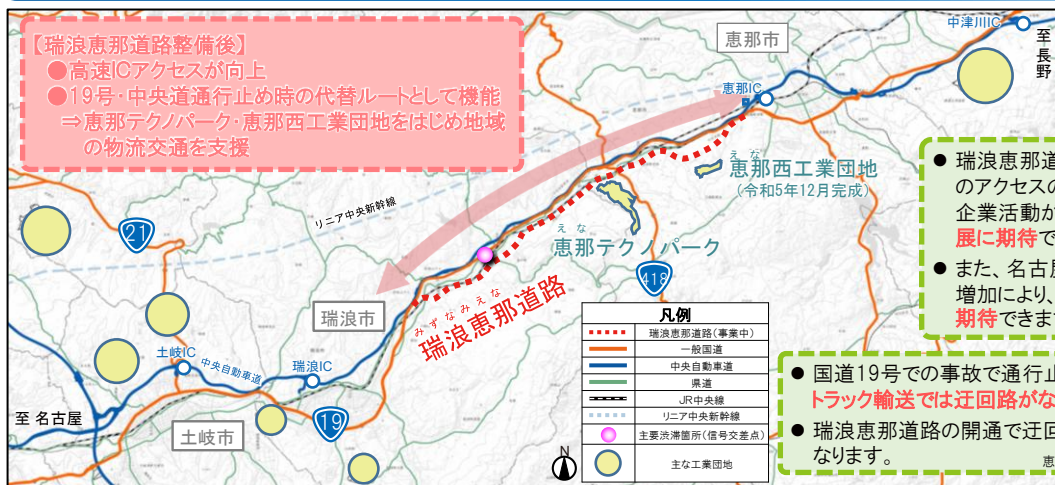 【瑞浪恵那道路整備後】
●高速ICアクセスが向上
●19号・中央道通行止め時の代替ルートとして機能
⇒恵那テクノパーク・恵那西工業団地をはじめ地域
の物流交通を支援
中津川IC
至 長野
恵那市
恵那IC
えな
恵那西工業団地
(令和5年12月完成)
リニア中央新幹線
21
えな
恵那テクノパーク
418
みずなみえな
瑞浪恵那道路
瑞浪市
土岐IC
中央自動車道
瑞浪IC
19
至 名古屋
土岐市
凡例
瑞浪恵那道路(事業中)
一般国道
中央自動車道
県道
JR中央線
リニア中央新幹線
主要渋滞箇所(信号交差点)
主な工業団地
N
● 瑞浪恵那道
のアクセスの
企業活動が
展に期待で
● また、名古屋
増加により、
期待できます
● 国道19号での事故で通行止
トラック輸送では迂回路がな
● 瑞浪恵那道路の開通で迂回
なります。
恵